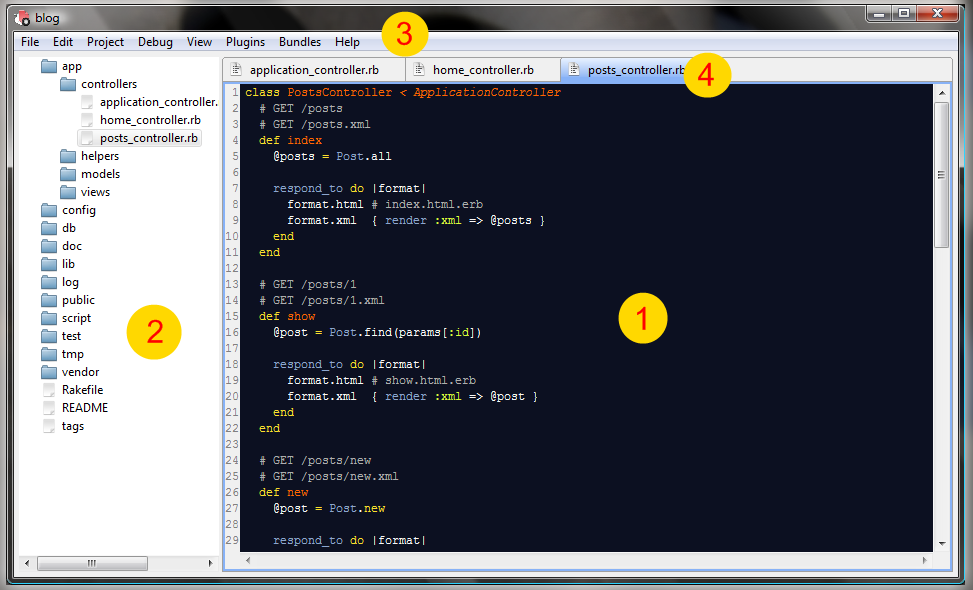 blog
File Edit Project Debug View Plugins Bundles Help
3
app
controllers
application_controller.
home_controller.rb
posts_controller.rb
helpers
models
views
config
db
doc
lib
log
public
script
test
tmp
vendor
Rakefile
README
tags
2
application_controller.rb home_controller.rb posts_controller.rb
4
1 class PostsController < ApplicationController
2 # GET /posts
3 # GET /posts.xml
4 def index
5 @posts = Post.all
6
7 respond_to do |format|
8 format.html # index.html.erb
9 format.xml { render :xml => @posts }
10 end
11 end
12
13 # GET /posts/1
14 # GET /posts/1.xml
15 def show
16 @post = Post.find(params[:id])
17
18 respond_to do |format|
19 format.html # show.html.erb
20 format.xml { render :xml => @post }
21 end
22 end
23
24 # GET /posts/new
25 # GET /posts/new.xml
26 def new
27 @post = Post.new
28
29 respond_to do |format|
1